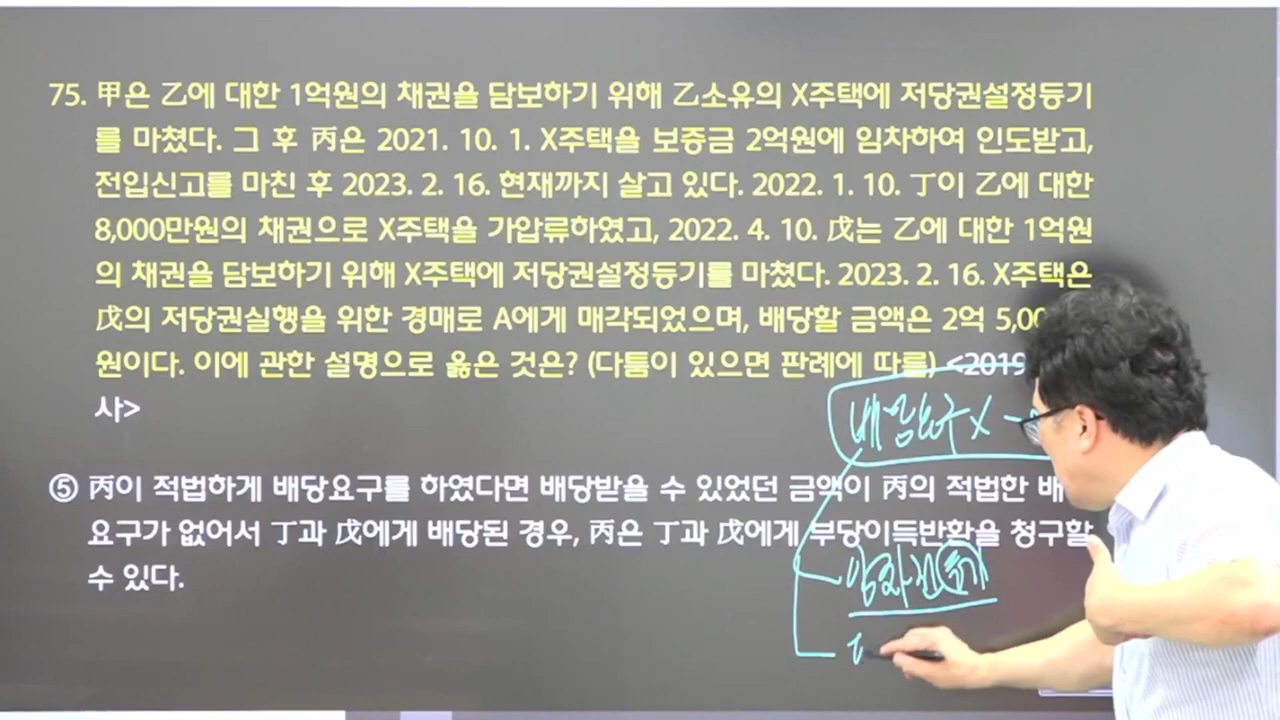 75. 甲은 乙에 대한 1억원의 채권을 담보하기 위해 乙소유의 X주택에 저당권설정등기
를 마쳤다. 그 후 丙은 2021. 10. 1. X주택을 보증금 2억원에 임차하여 인도받고,
전입신고를 마친 후 2023. 2. 16. 현재까지 살고 있다. 2022. 1. 10. 丁이 乙에 대한
8,000만원의 채권으로 X주택을 가압류하였고, 2022. 4. 10. 戊는 乙에 대한 1억원
의 채권을 담보하기 위해 X주택에 저당권설정등기를 마쳤다. 2023. 2. 16. X주택은
戊의 저당권실행을 위한 경매로 A에게 매각되었으며, 배당할 금액은 2억 5,00
원이다. 이에 관한 설명으로 옳은 것은? (다툼이 있으면 판례에 따름) <2019
사>
배당요구 X
⑤ 丙이 적법하게 배당요구를 하였다면 배당받을 수 있었던 금액이 丙의 적법한 배
요구가 없어서 丁과 戊에게 배당된 경우, 丙은 丁과 戊에게 부당이득반환을 청구할
수 있다.